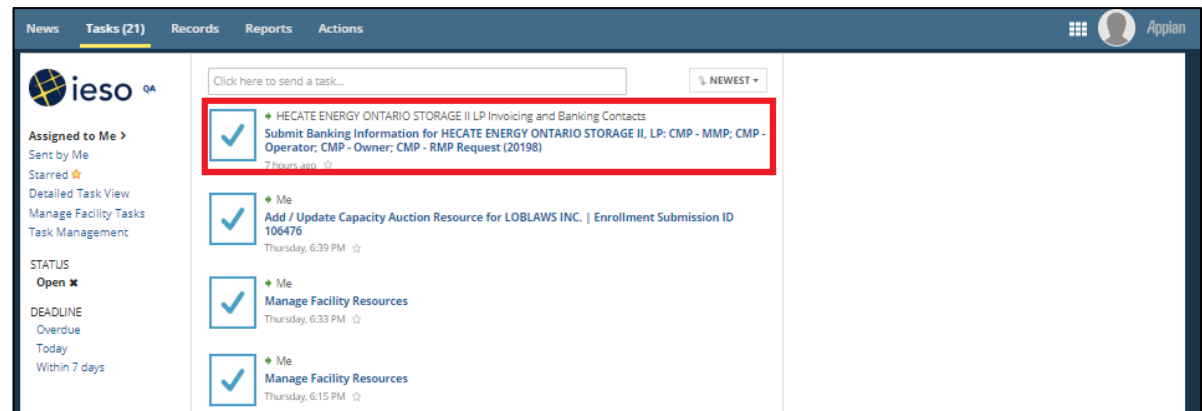 News Tasks (21) Records Reports Actions Appian
ieso QA
Click here to send a task... NEWEST
Assigned to Me >
Sent by Me
Starred
Detailed Task View
Manage Facility Tasks
Task Management
STATUS
Open ✖
DEADLINE
Overdue
Today
Within 7 days
HECATE ENERGY ONTARIO STORAGE II LP Invoicing and Banking Contacts
Submit Banking Information for HECATE ENERGY ONTARIO STORAGE II, LP: CMP - MMP; CMP -
Operator; CMP - Owner; CMP - RMP Request (20198)
7 hours ago
Me
Add / Update Capacity Auction Resource for LOBLAWS INC. | Enrollment Submission ID
106476
Thursday, 6:39 PM
Me
Manage Facility Resources
Thursday, 6:33 PM
Me
Manage Facility Resources
Thursday, 6:15 PM